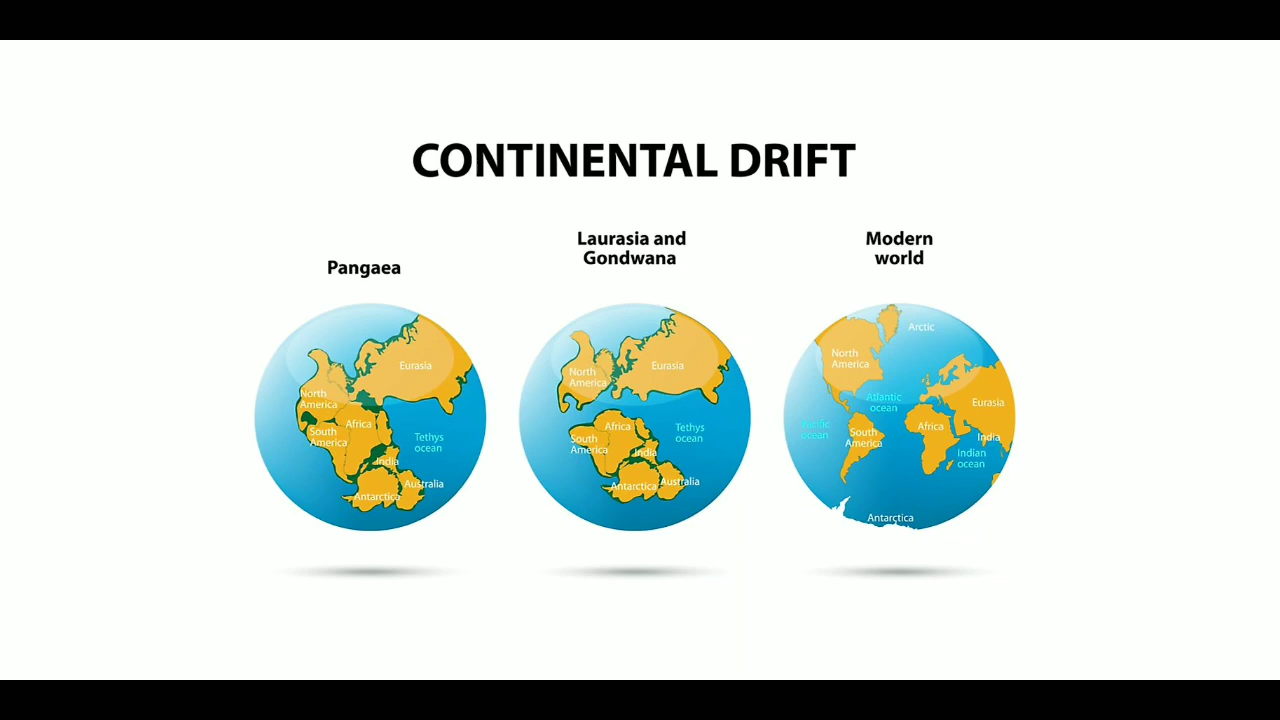 CONTINENTAL DRIFT
Pangaea
Eurasia
North
America
Africa
South
America
Tethys
ocean
India
Australia
Antarctica
Laurasia and
Gondwana
North
America
Eurasia
Africa
South
America
Tethys
ocean
India
Australia
Antarctica
Modern
world
Arctic
North
America
Atlantic
ocean
Eurasia
Pacific
ocean
South
America
Africa
India
Indian
ocean
Antarctica